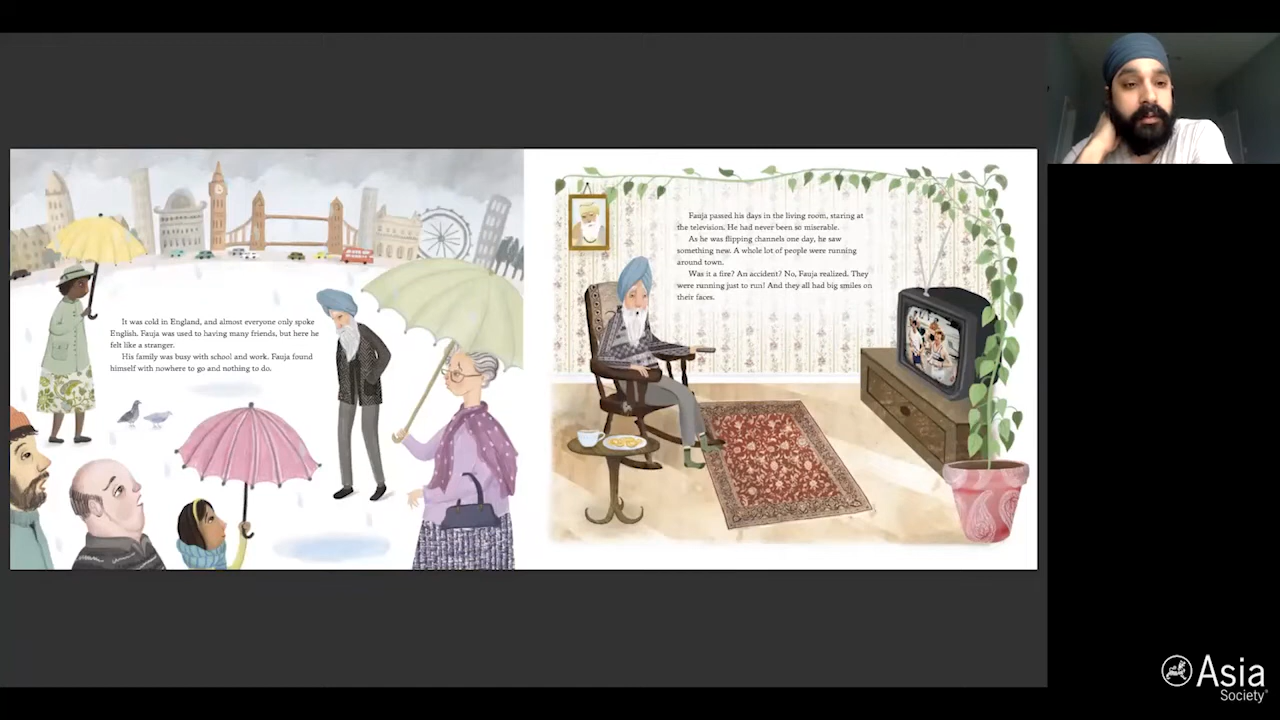 It was cold in England, and almost everyone only spoke
English. Fauja was used to having many friends, but here he
felt like a stranger.
His family was busy with school and work. Fauja found
himself with nowhere to go and nothing to do.
Fauja passed his days in the living room, staring at
the television. He had never been so miserable.
As he was flipping channels one day, he saw
something new. A whole lot of people were running
around town.
Was it a fire? An accident? No, Fauja realized. They
were running just to run! And they all had big smiles on
their faces.
Asia
Society